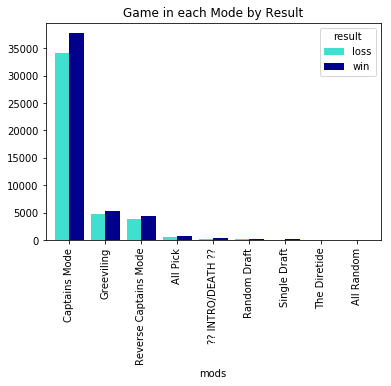 Game in each Mode by Result
result
loss
win
35000
30000
25000
20000
15000
10000
5000
0
Captains Mode
Greeviling
Reverse Captains Mode
All Pick
?? INTRO/DEATH ??
Random Draft
Single Draft
The Diretide
All Random
mods